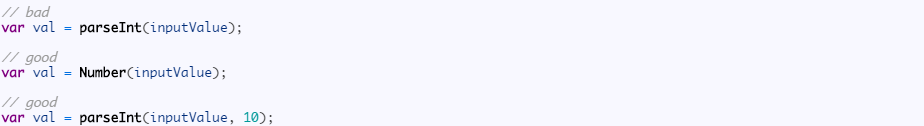 // bad
var val = parseInt(inputValue);
// good
var val = Number(inputValue);
// good
var val = parseInt(inputValue, 10);